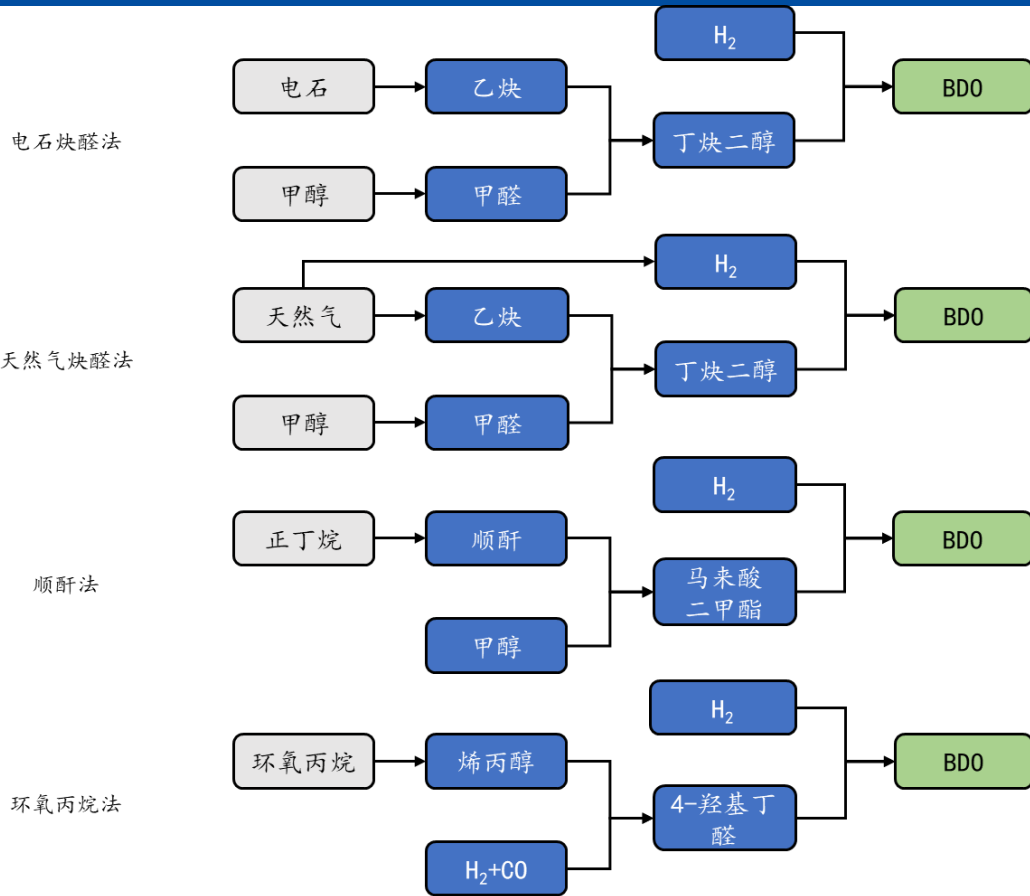 H₂
电石
乙炔
BDO
电石炔醛法
丁炔二醇
甲醇
甲醛
H₂
天然气
乙炔
BDO
天然气炔醛法
丁炔二醇
甲醇
甲醛
H₂
正丁烷
顺酐
BDO
顺酐法
马来酸
二甲酯
甲醇
H₂
环氧丙烷
烯丙醇
BDO
环氧丙烷法
4-羟基丁
醛
H₂+CO